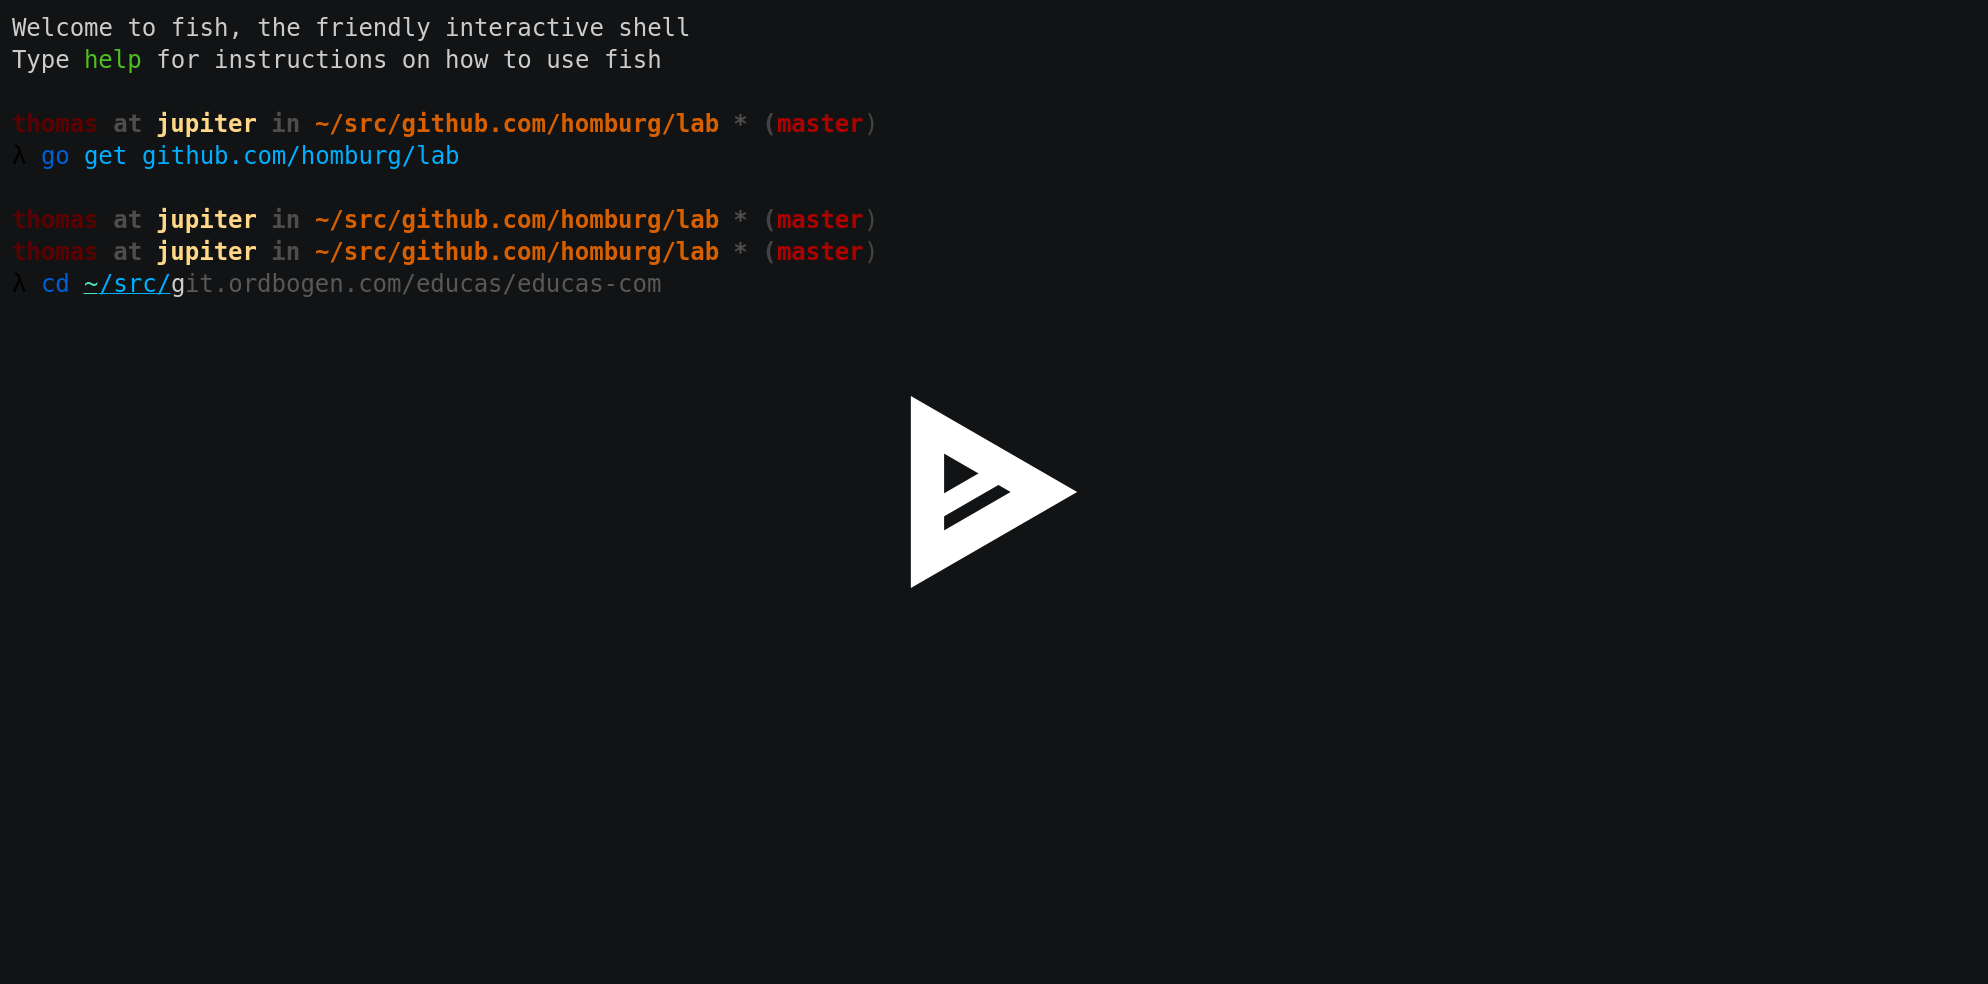 Welcome to fish, the friendly interactive shell
Type help for instructions on how to use fish
thomas at jupiter in ~/src/github.com/homburg/lab * (master)
λ go get github.com/homburg/lab
thomas at jupiter in ~/src/github.com/homburg/lab * (master)
thomas at jupiter in ~/src/github.com/homburg/lab * (master)
λ cd ~/src/git.ordbogen.com/educas/educas-com